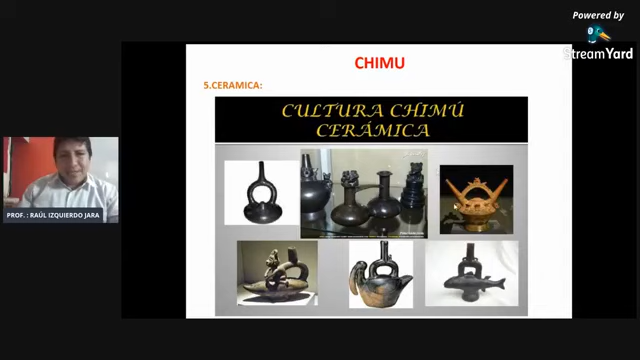 Powered by
StreamYard
CHIMU
5.CERAMICA:
CULTURA CHIMÚ
CERÁMICA
PROF. : RAÚL IZQUIERDO JARA